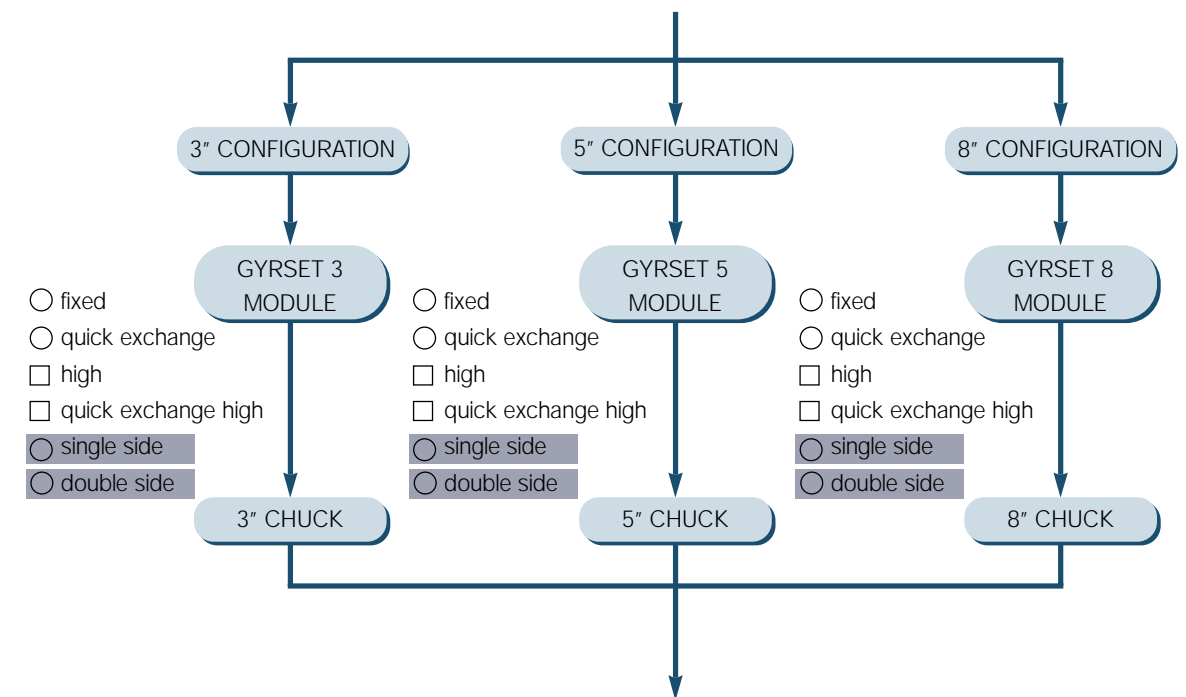 3" CONFIGURATION
5" CONFIGURATION
8" CONFIGURATION
GYRSET 3
MODULE
GYRSET 5
MODULE
GYRSET 8
MODULE
fixed
quick exchange
high
quick exchange high
single side
double side
fixed
quick exchange
high
quick exchange high
single side
double side
fixed
quick exchange
high
quick exchange high
single side
double side
3" CHUCK
5" CHUCK
8" CHUCK